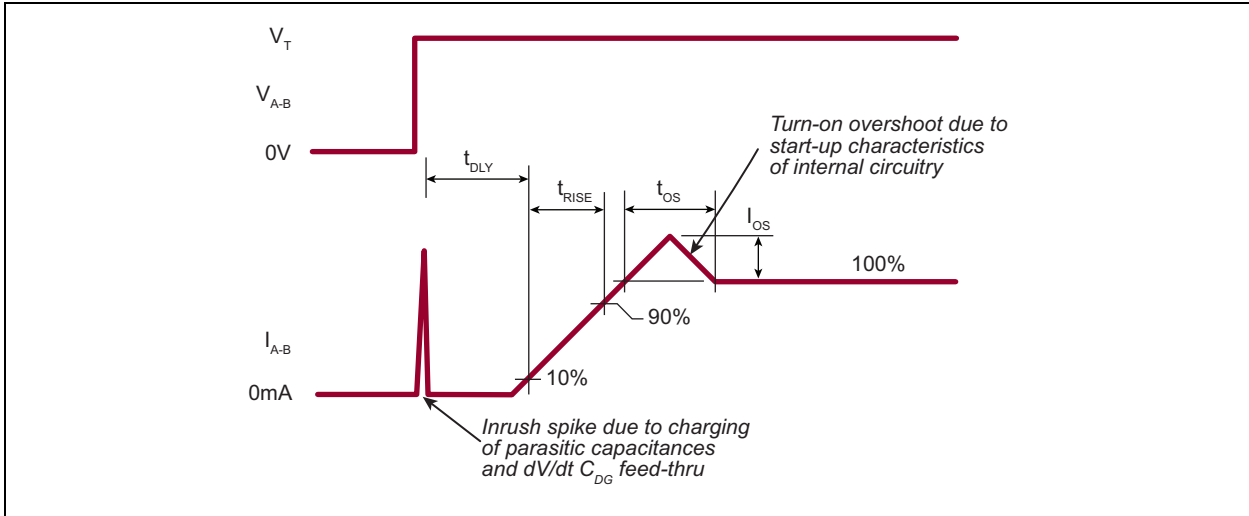 V_T
V_A-B
0V
t_DLY
t_RISE
t_OS
Turn-on overshoot due to
start-up characteristics
of internal circuitry
I_OS
100%
90%
I_A-B
10%
0mA
Inrush spike due to charging
of parasitic capacitances
and dV/dt C_DG feed-thru